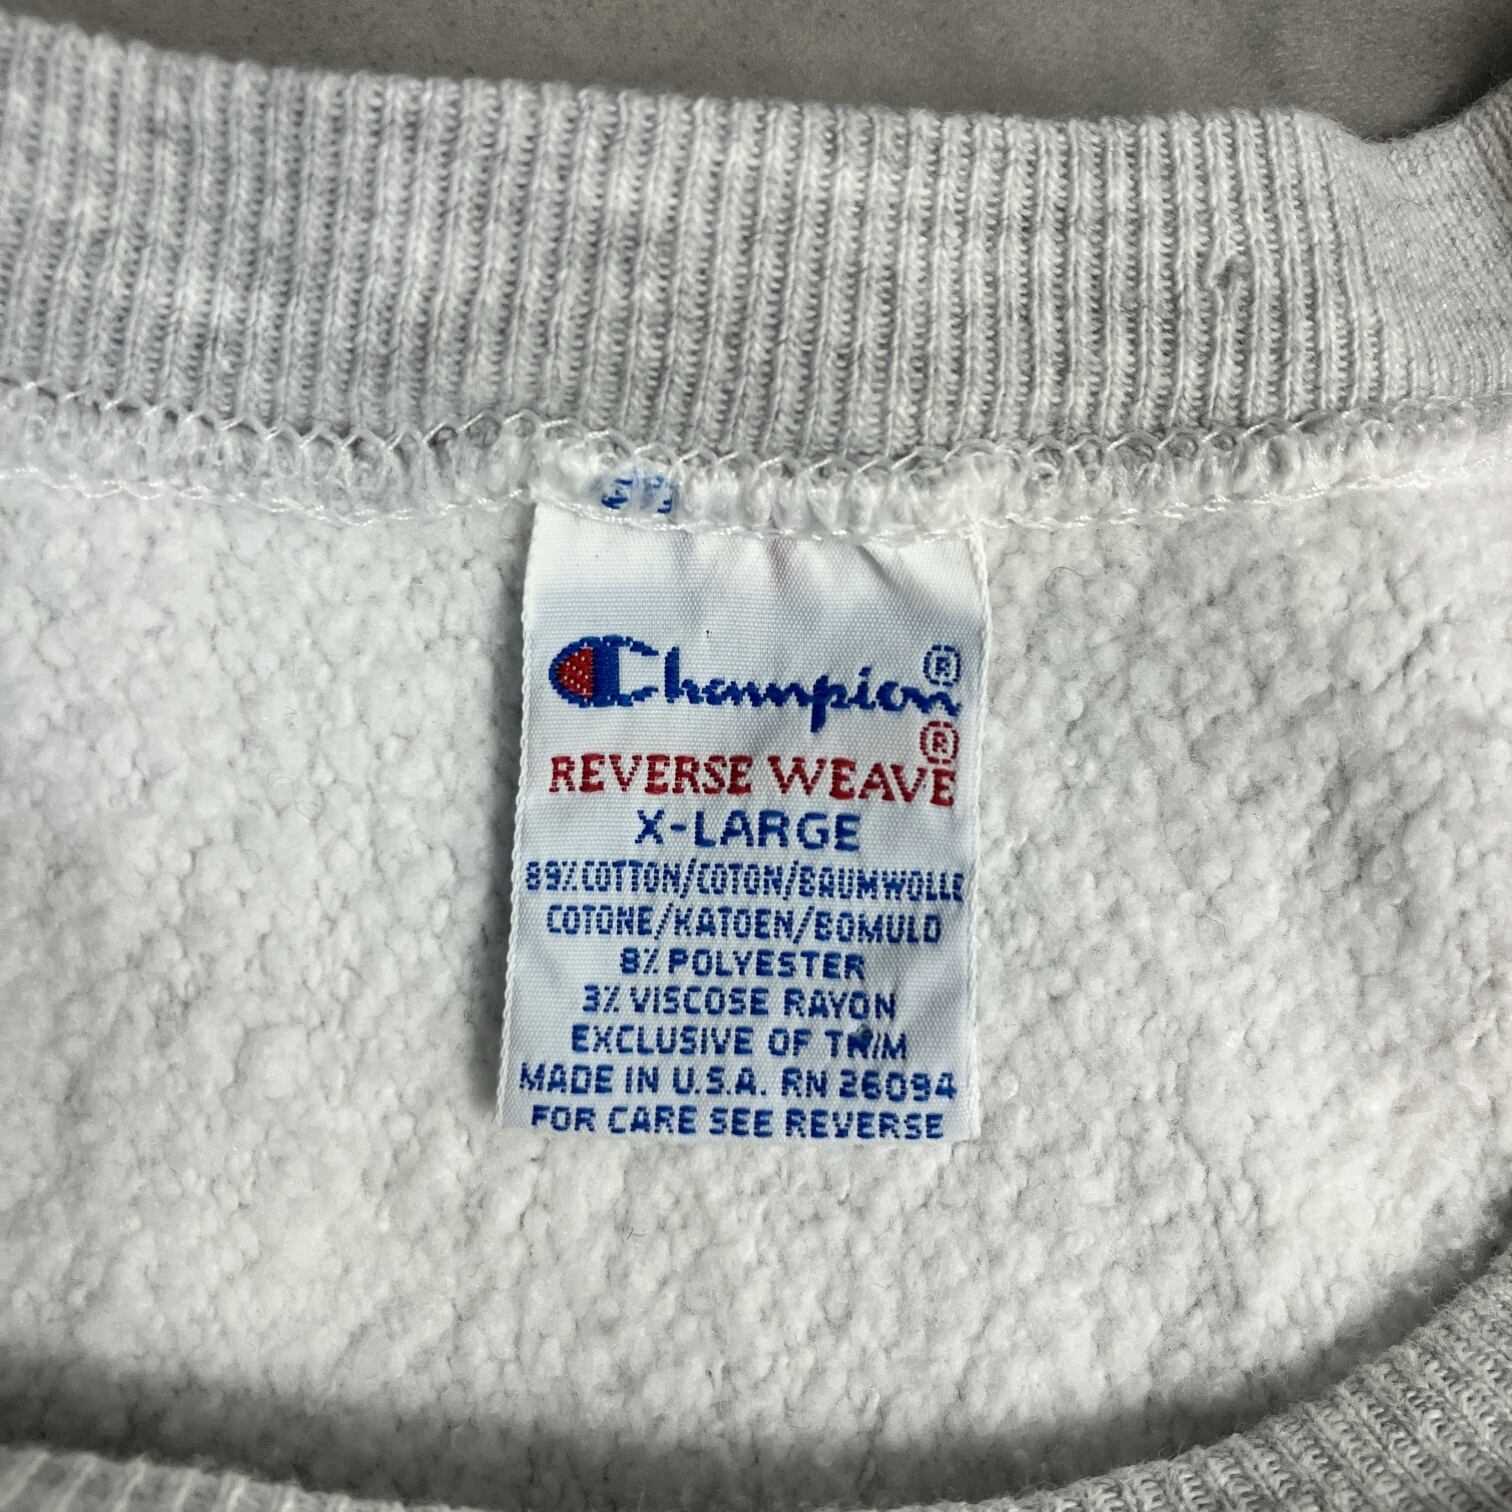 Champion®
REVERSE WEAVE®
X-LARGE
89% COTTON/COTON/BAUMWOLLE
COTONE/KATOEN/BOMULD
8% POLYESTER
3% VISCOSE RAYON
EXCLUSIVE OF TRIM
MADE IN U.S.A. RN 26094
FOR CARE SEE REVERSE